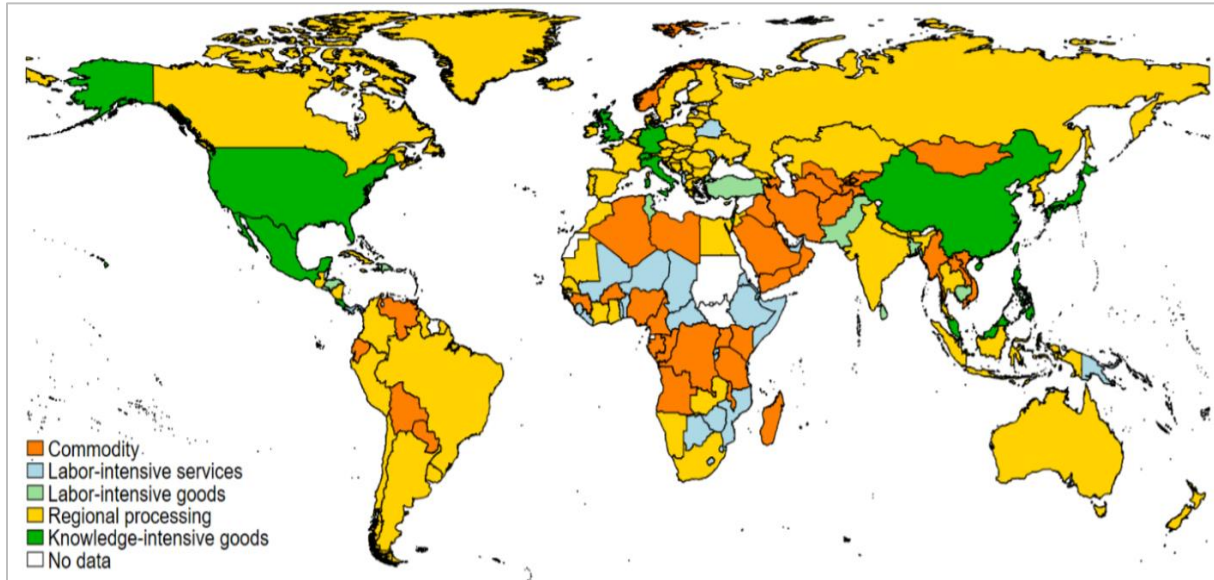 Commodity
Labor-intensive services
Labor-intensive goods
Regional processing
Knowledge-intensive goods
No data